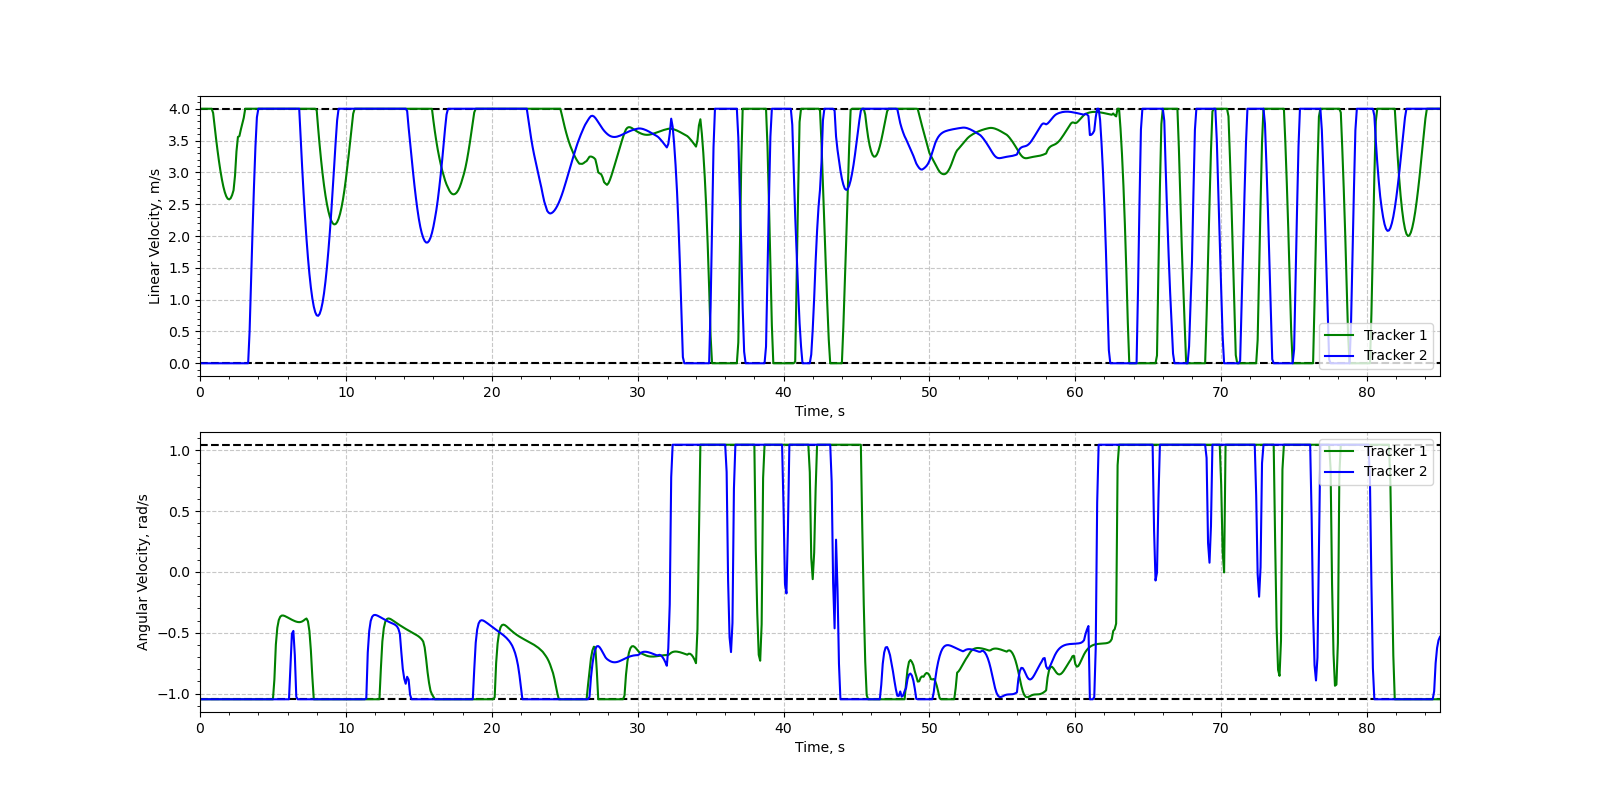 4.0
3.5
3.0
2.5
2.0
1.5
1.0
0.5
0.0
Linear Velocity, m/s
Tracker 1
Tracker 2
0 10 20 30 40 50 60 70 80
Time, s
1.0
0.5
0.0
−0.5
−1.0
Angular Velocity, rad/s
Tracker 1
Tracker 2
0 10 20 30 40 50 60 70 80
Time, s